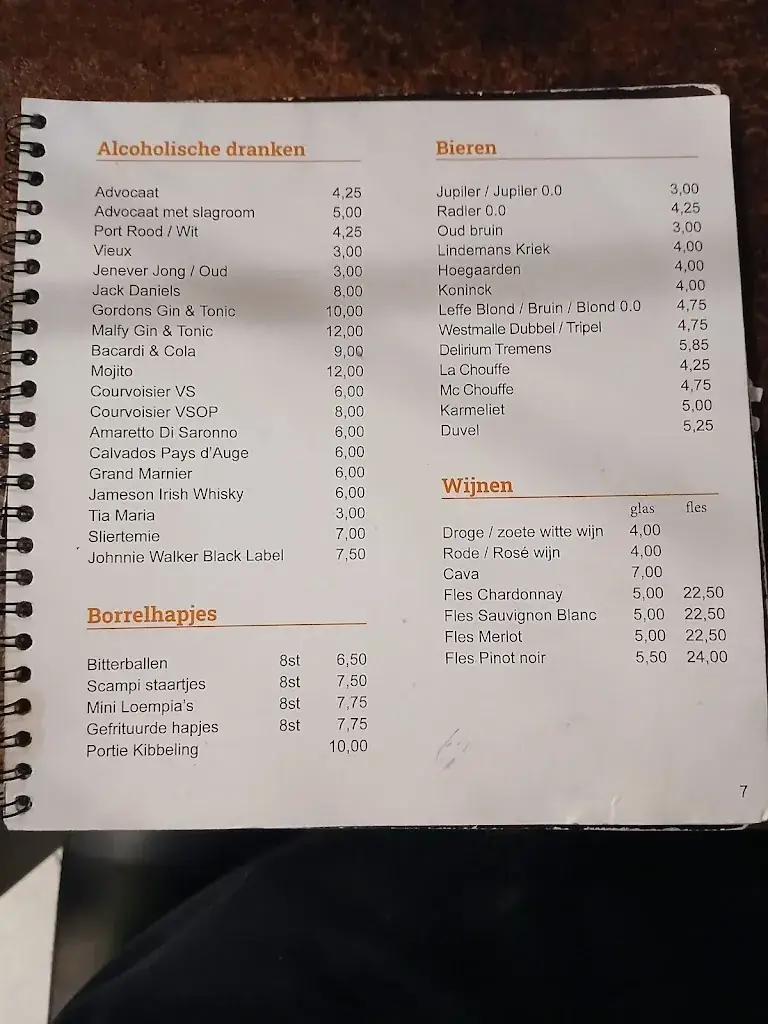 Alcoholische dranken
Advocaat 4,25
Advocaat met slagroom 5,00
Port Rood / Wit 4,25
Vieux 3,00
Jenever Jong / Oud 3,00
Jack Daniels 8,00
Gordons Gin & Tonic 10,00
Malfy Gin & Tonic 12,00
Bacardi & Cola 9,00
Mojito 12,00
Courvoisier VS 6,00
Courvoisier VSOP 8,00
Amaretto Di Saronno 6,00
Calvados Pays d'Auge 6,00
Grand Marnier 6,00
Jameson Irish Whisky 6,00
Tia Maria 3,00
Sliertemie 7,00
Johnnie Walker Black Label 7,50
Borrelhapjes
Bitterballen 8st 6,50
Scampi staartjes 8st 7,50
Mini Loempia's 8st 7,75
Gefrituurde hapjes 8st 7,75
Portie Kibbeling 10,00
Bieren
Jupiler / Jupiler 0.0 3,00
Radler 0.0 4,25
Oud bruin 3,00
Lindemans Kriek 4,00
Hoegaarden 4,00
Koninck 4,00
Leffe Blond / Bruin / Blond 0.0 4,75
Westmalle Dubbel / Tripel 4,75
Delirium Tremens 5,85
La Chouffe 4,25
Mc Chouffe 4,75
Karmeliet 5,00
Duvel 5,25
Wijnen
glas fles
Droge / zoete witte wijn 4,00
Rode / Rosé wijn 4,00
Cava 7,00
Fles Chardonnay 5,00 22,50
Fles Sauvignon Blanc 5,00 22,50
Fles Merlot 5,00 22,50
Fles Pinot noir 5,50 24,00
7